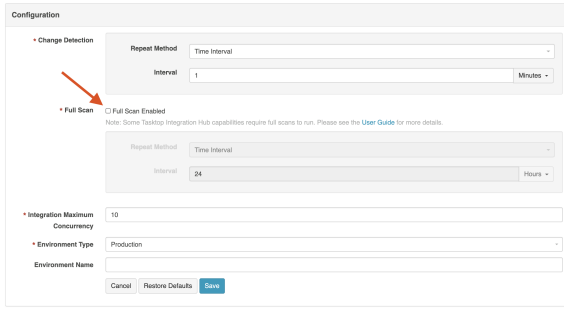 Configuration
* Change Detection
Repeat Method
Time Interval
Interval
1
Minutes
* Full Scan
Full Scan Enabled
Note: Some Tasktop Integration Hub capabilities require full scans to run. Please see the User Guide for more details.
Repeat Method
Time Interval
Interval
24
Hours
* Integration Maximum
Concurrency
10
* Environment Type
Production
Environment Name
Cancel Restore Defaults Save